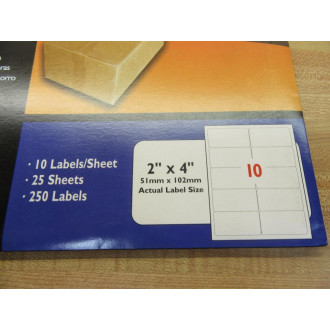 · 10 Labels/Sheet
· 25 Sheets
· 250 Labels
2" x 4"
51mm x 102mm
Actual Label Size
10